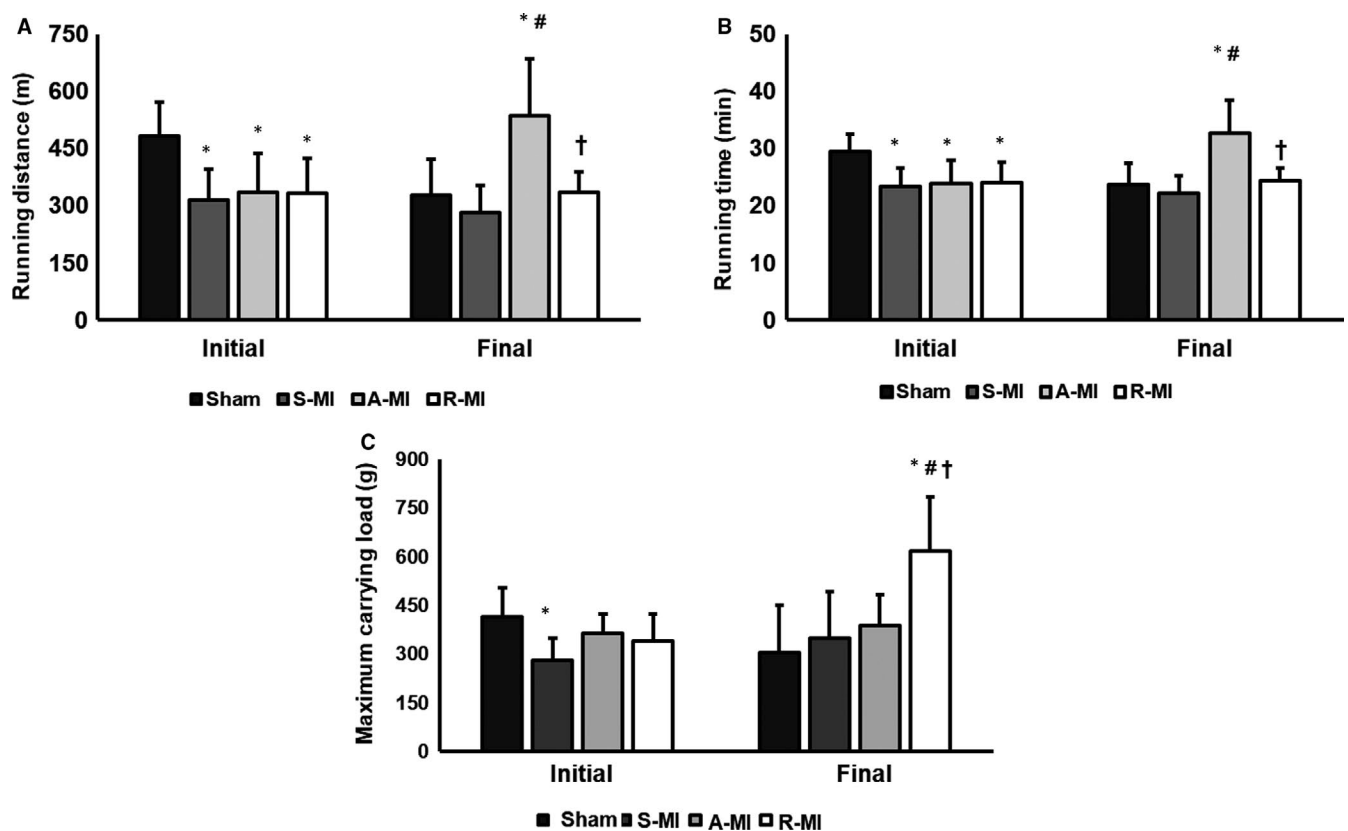 A
Running distance (m)
750
600
450
300
150
0
* * *
* #
†
Initial Final
■ Sham ■ S-MI ■ A-MI □ R-MI
B
Running time (min)
50
40
30
20
10
0
* * *
* #
†
Initial Final
■ Sham ■ S-MI ■ A-MI □ R-MI
C
Maximum carrying load (g)
900
750
600
450
300
150
0
*
* # †
Initial Final
■ Sham ■ S-MI ■ A-MI □ R-MI